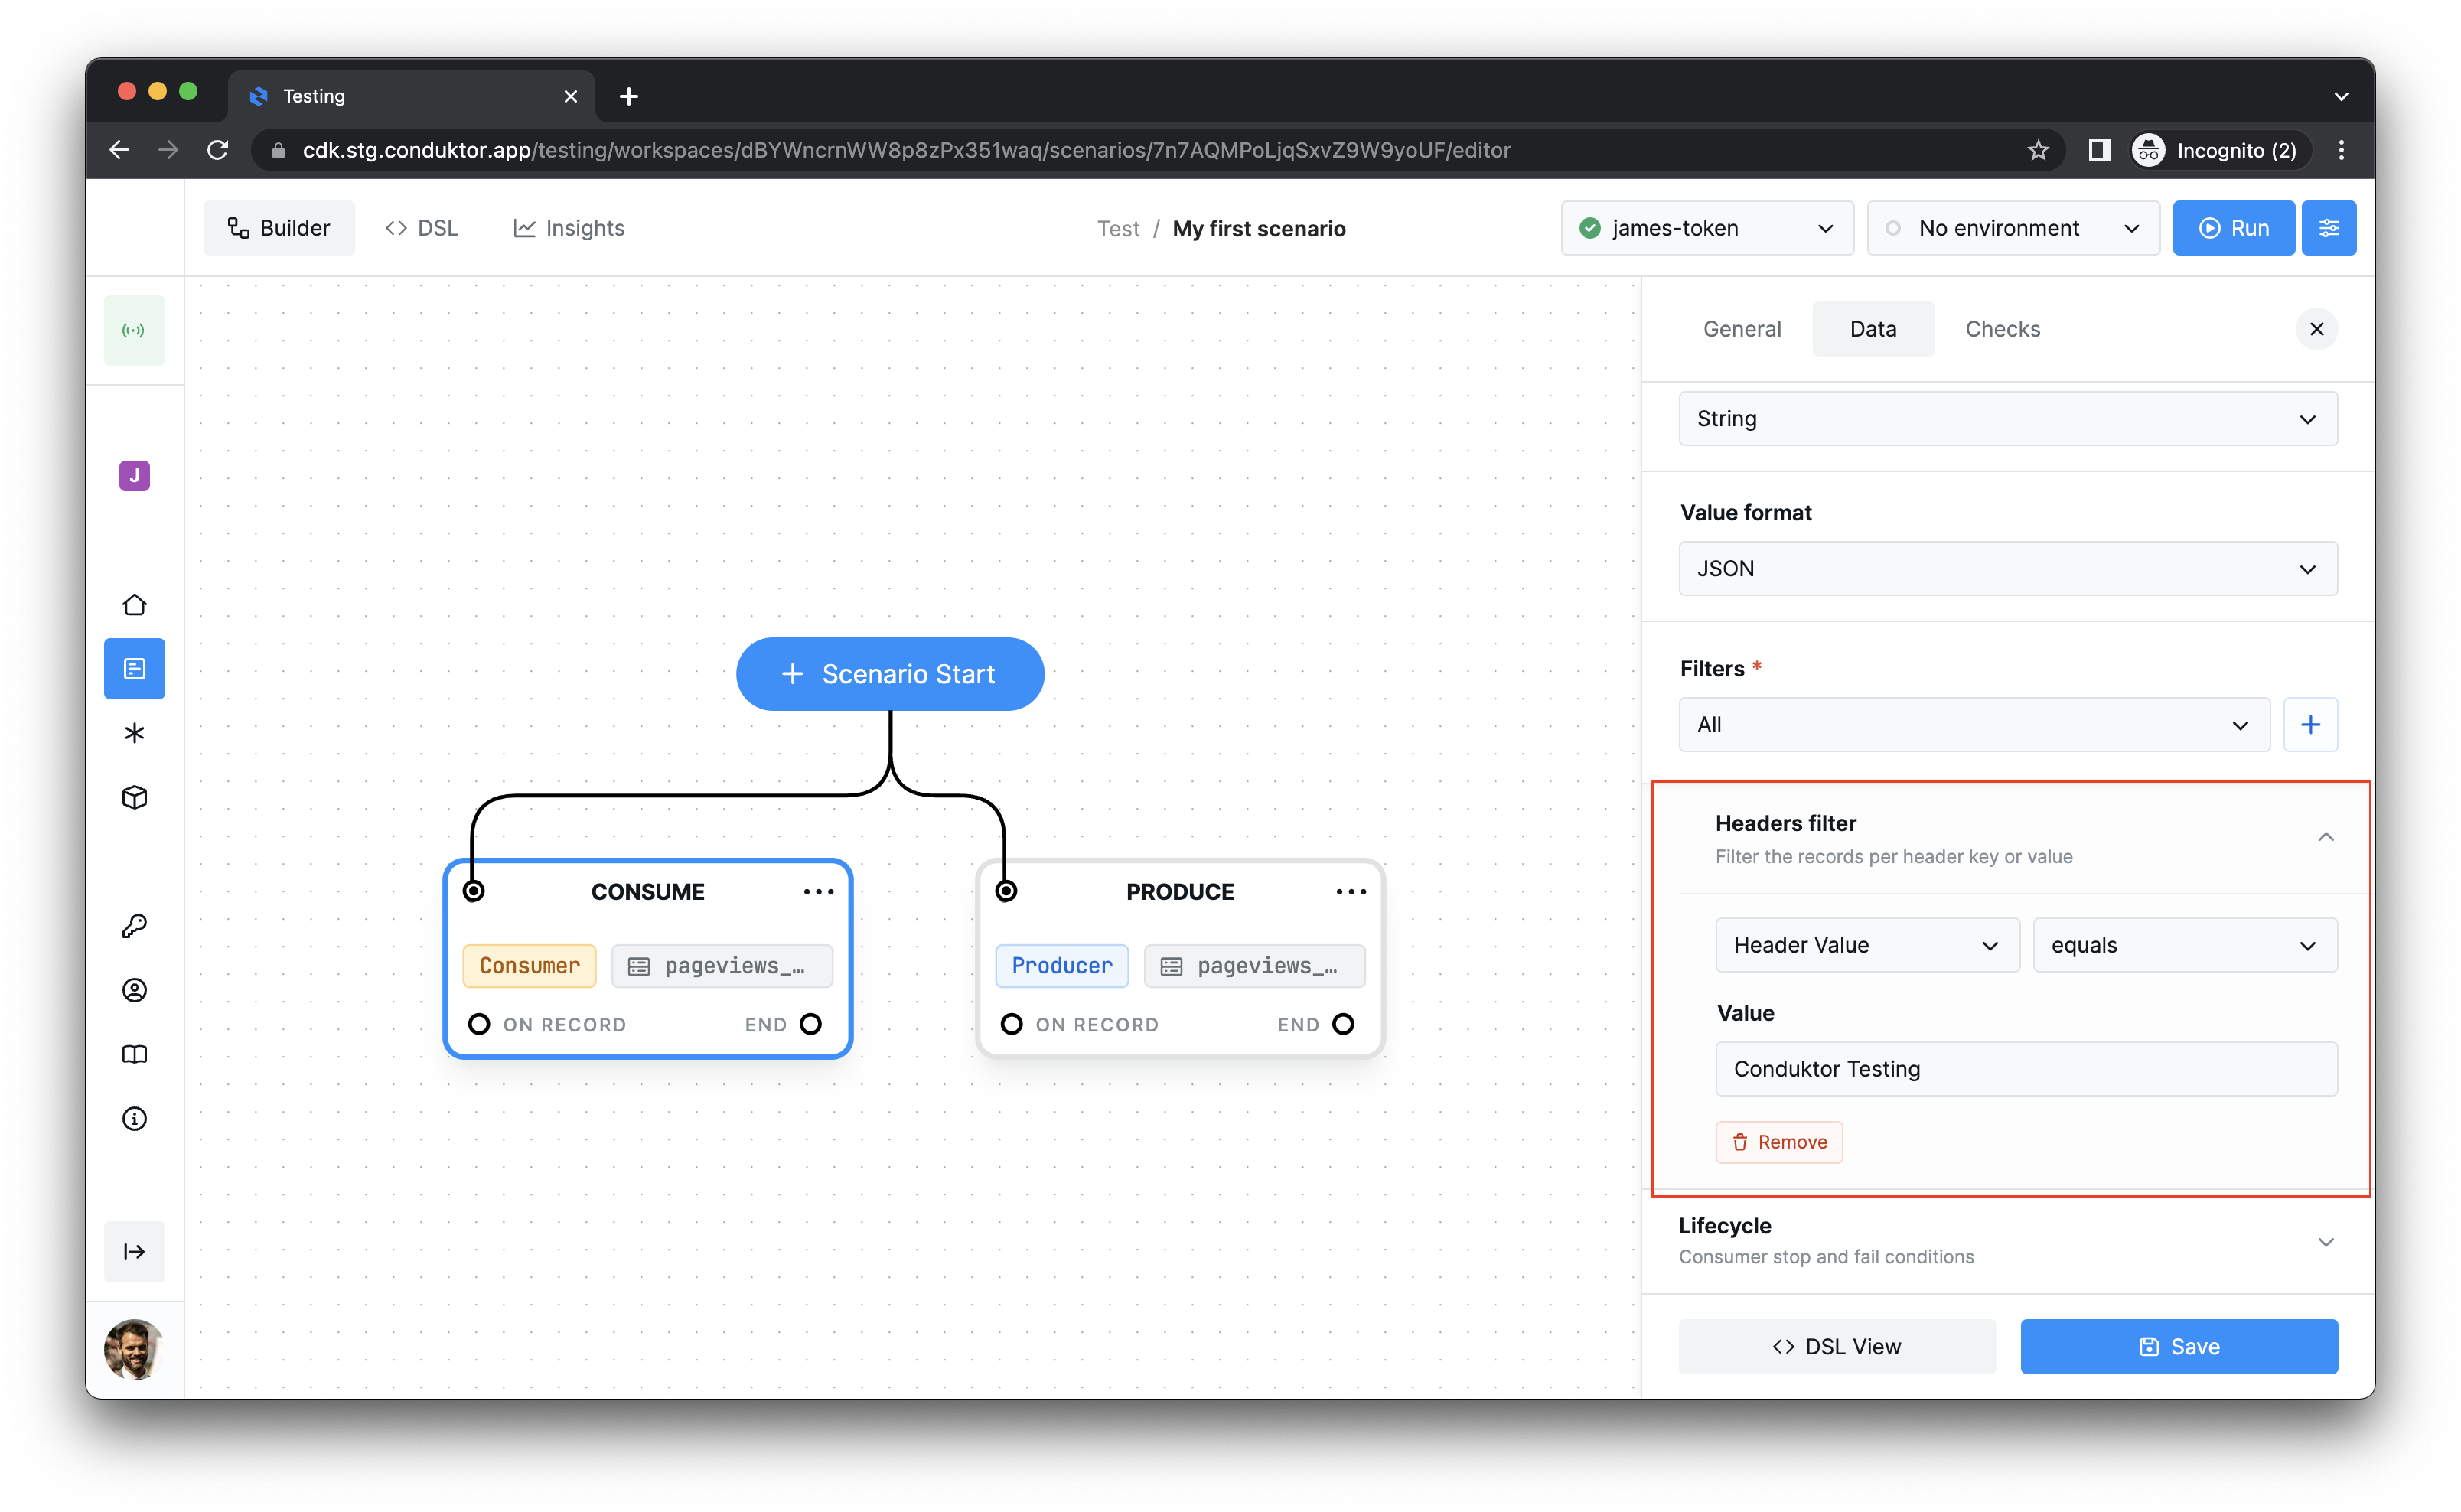 Testing
cdk.stg.conduktor.app/testing/workspaces/dBYWncrnWW8p8zPx351waq/scenarios/7n7AQMPoLjqSxvZ9W9yoUF/editor
Incognito (2)
Builder
DSL
Insights
Test / My first scenario
james-token
No environment
Run
J
General
Data
Checks
String
Value format
JSON
Filters *
All
Headers filter
Filter the records per header key or value
Header Value
equals
Value
Conduktor Testing
Remove
Lifecycle
Consumer stop and fail conditions
DSL View
Save
Scenario Start
CONSUME
Consumer
pageviews_...
ON RECORD
END
PRODUCE
Producer
pageviews_...
ON RECORD
END